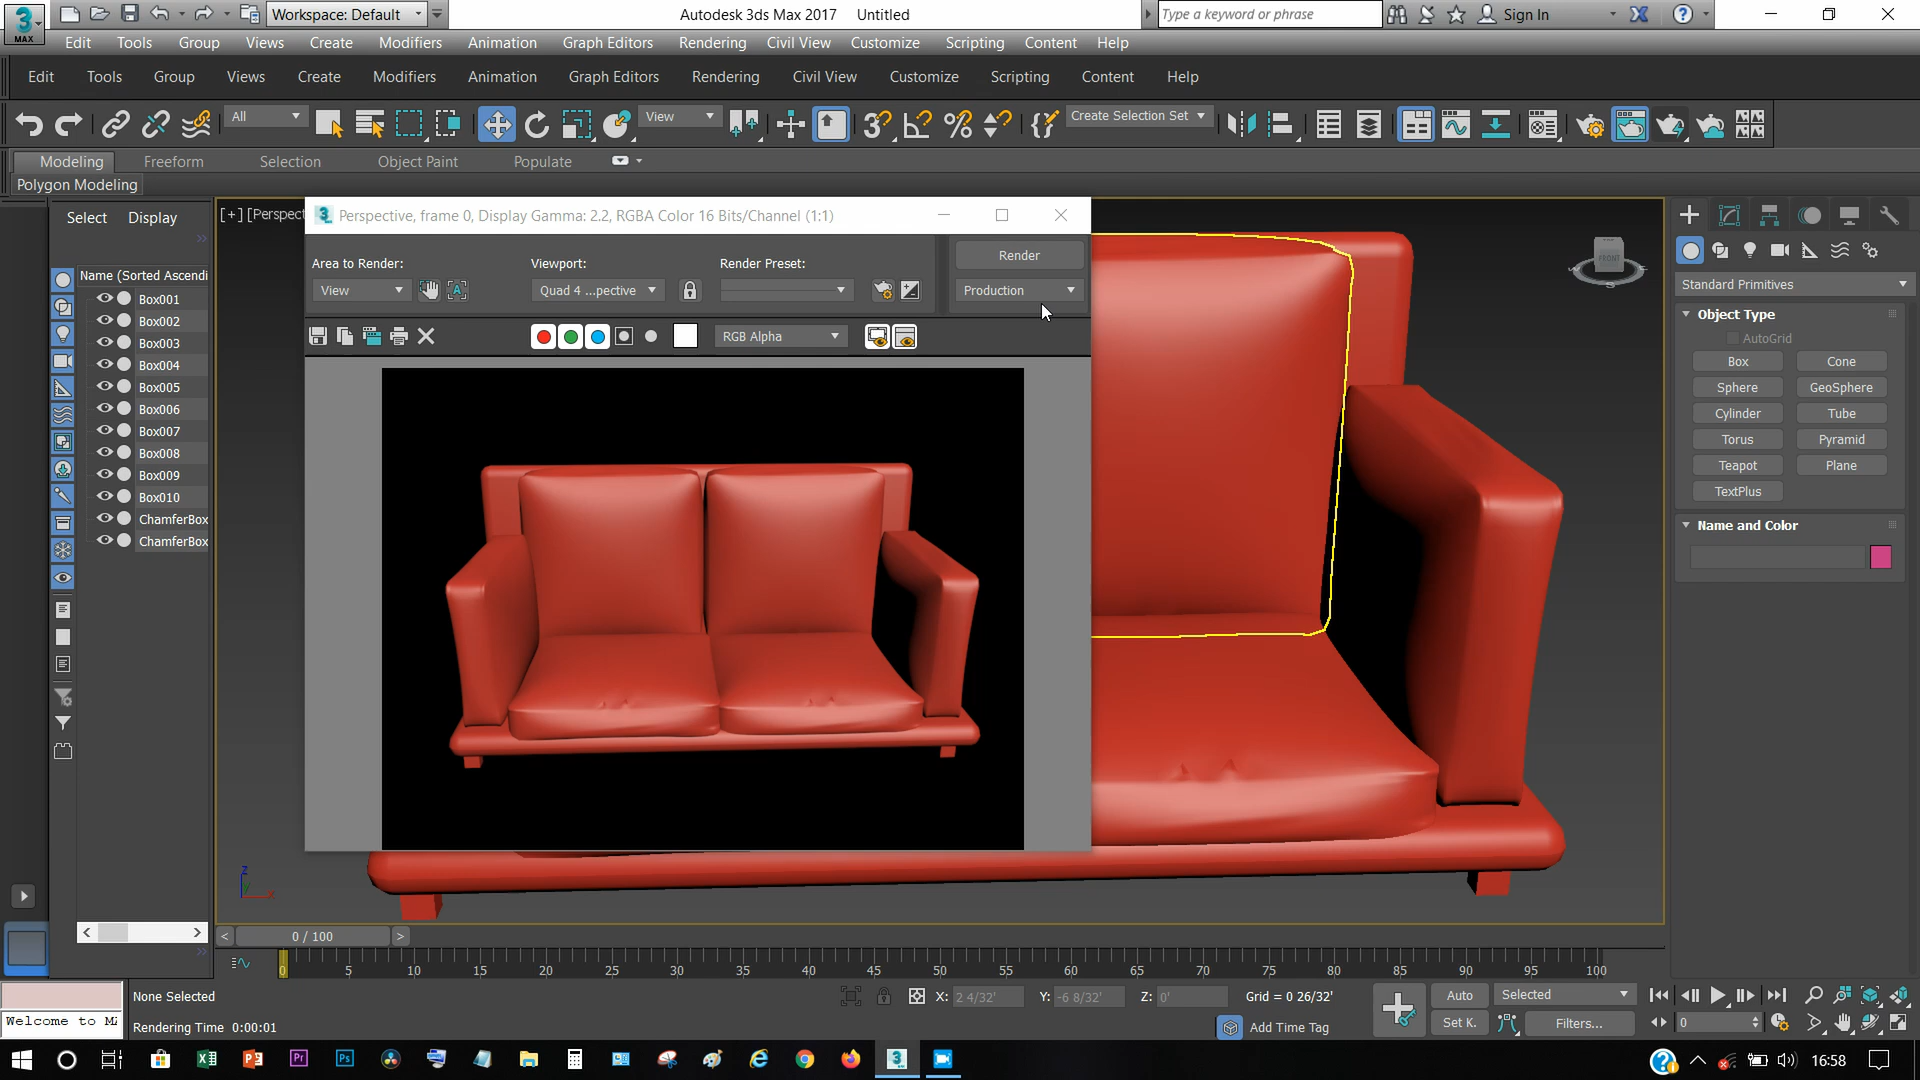 Workspace: Default
Autodesk 3ds Max 2017 Untitled
Type a keyword or phrase
Sign In
MAX
Edit Tools Group Views Create Modifiers Animation Graph Editors Rendering Civil View Customize Scripting Content Help
Edit Tools Group Views Create Modifiers Animation Graph Editors Rendering Civil View Customize Scripting Content Help
All
View
Create Selection Set
Modeling Freeform Selection Object Paint Populate
Polygon Modeling
Select Display
Name (Sorted Ascendi
Box001
Box002
Box003
Box004
Box005
Box006
Box007
Box008
Box009
Box010
ChamferBox
ChamferBox
[+] [Perspect
Perspective, frame 0, Display Gamma: 2.2, RGBA Color 16 Bits/Channel (1:1)
Area to Render: Viewport: Render Preset: Render
View Quad 4 ...pective Production
RGB Alpha
FRONT
W
S
Standard Primitives
Object Type
AutoGrid
Box Cone
Sphere GeoSphere
Cylinder Tube
Torus Pyramid
Teapot Plane
TextPlus
Name and Color
z
y
x
0 / 100
0 5 10 15 20 25 30 35 40 45 50 55 60 65 70 75 80 85 90 95 100
None Selected
X: 2 4/32' Y: -6 8/32' Z: 0' Grid = 0 26/32'
Auto Selected
Welcome to MA
Rendering Time 0:00:01
Add Time Tag
Set K. Filters...
0
16:58